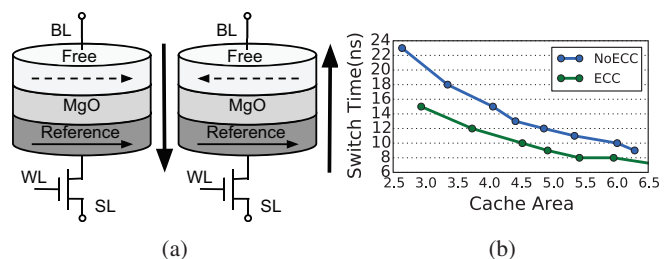 BL
Free
MgO
Reference
WL
SL
BL
Free
MgO
Reference
WL
SL
(a)
Switch Time(ns)
24
22
20
18
16
14
12
10
8
6
2.5 3.0 3.5 4.0 4.5 5.0 5.5 6.0 6.5
Cache Area
NoECC
ECC
(b)